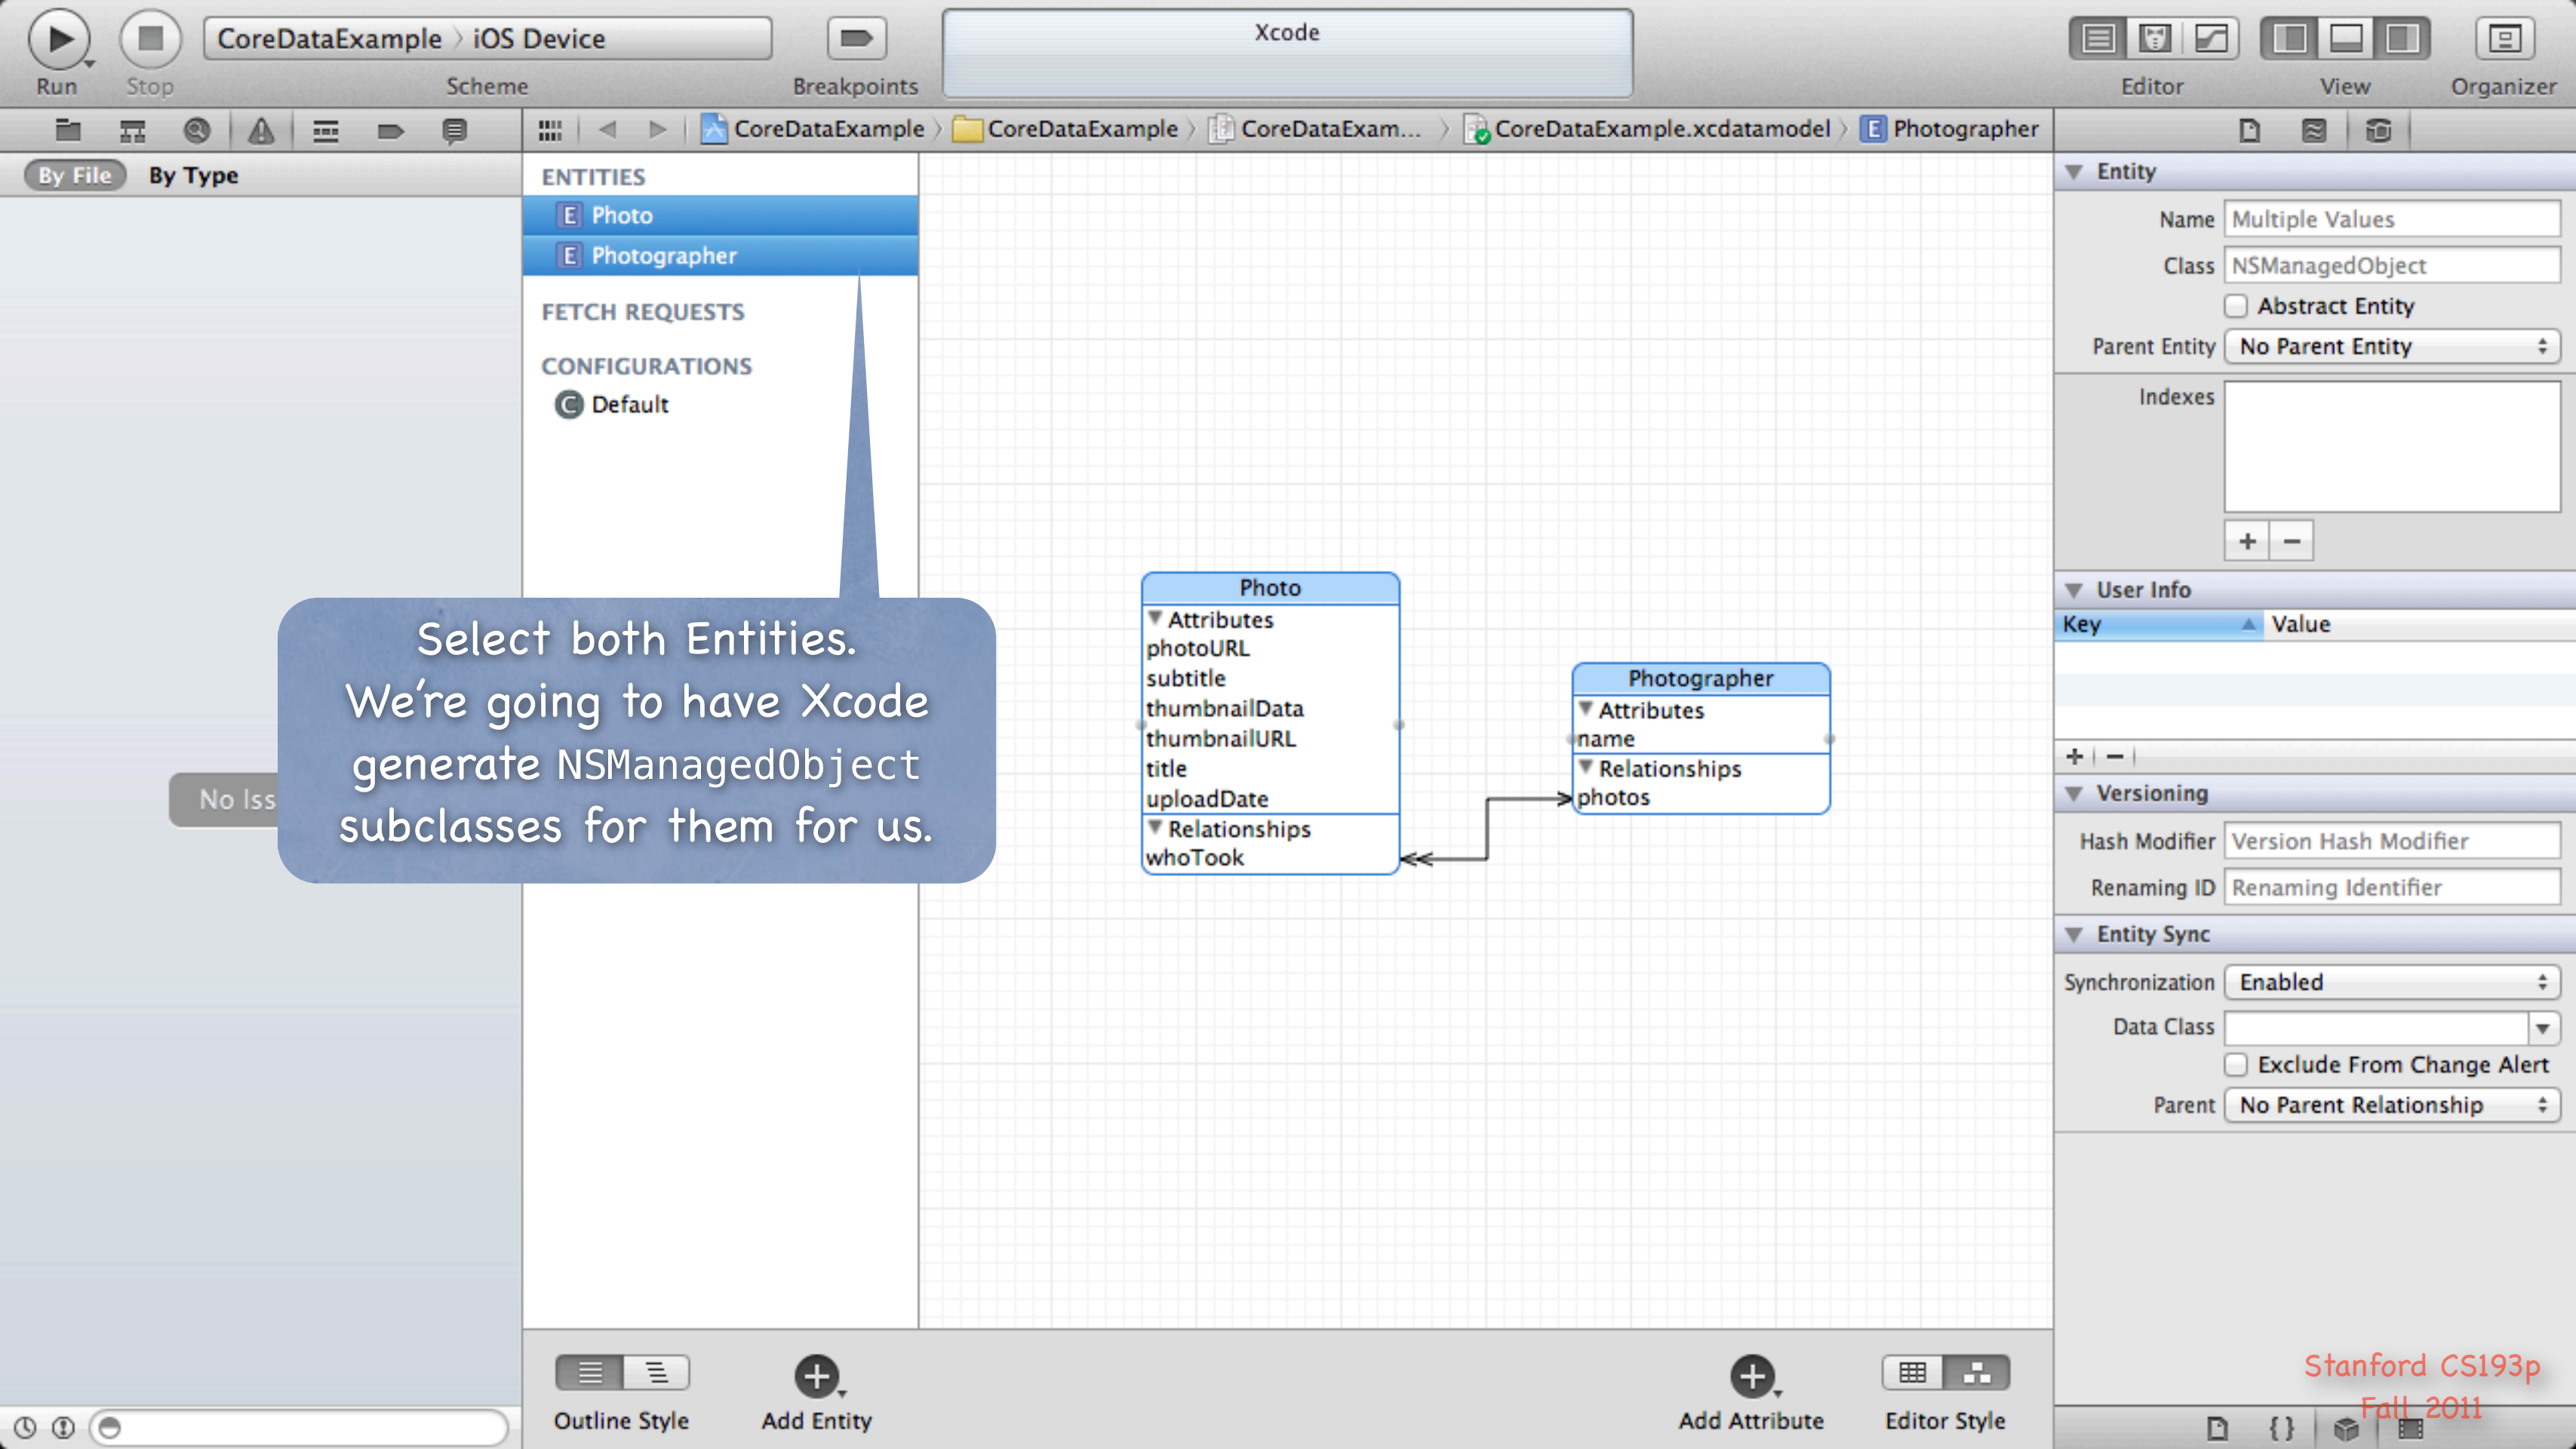 CoreDataExample
iOS Device
Xcode
Run
Stop
Scheme
Breakpoints
Editor
View
Organizer
CoreDataExample
CoreDataExample
CoreDataExam...
CoreDataExample.xcdatamodel
E Photographer
By File
By Type
ENTITIES
E Photo
E Photographer
FETCH REQUESTS
CONFIGURATIONS
C Default
Select both Entities.
We're going to have Xcode
generate NSManagedObject
subclasses for them for us.
No Iss
Photo
Attributes
photoURL
subtitle
thumbnailData
thumbnailURL
title
uploadDate
Relationships
whoTook
Photographer
Attributes
name
Relationships
photos
Entity
Name Multiple Values
Class NSManagedObject
Abstract Entity
Parent Entity No Parent Entity
Indexes
User Info
Key Value
Versioning
Hash Modifier Version Hash Modifier
Renaming ID Renaming Identifier
Entity Sync
Synchronization Enabled
Data Class
Exclude From Change Alert
Parent No Parent Relationship
Outline Style
Add Entity
Add Attribute
Editor Style
Stanford CS193p
Fall 2011